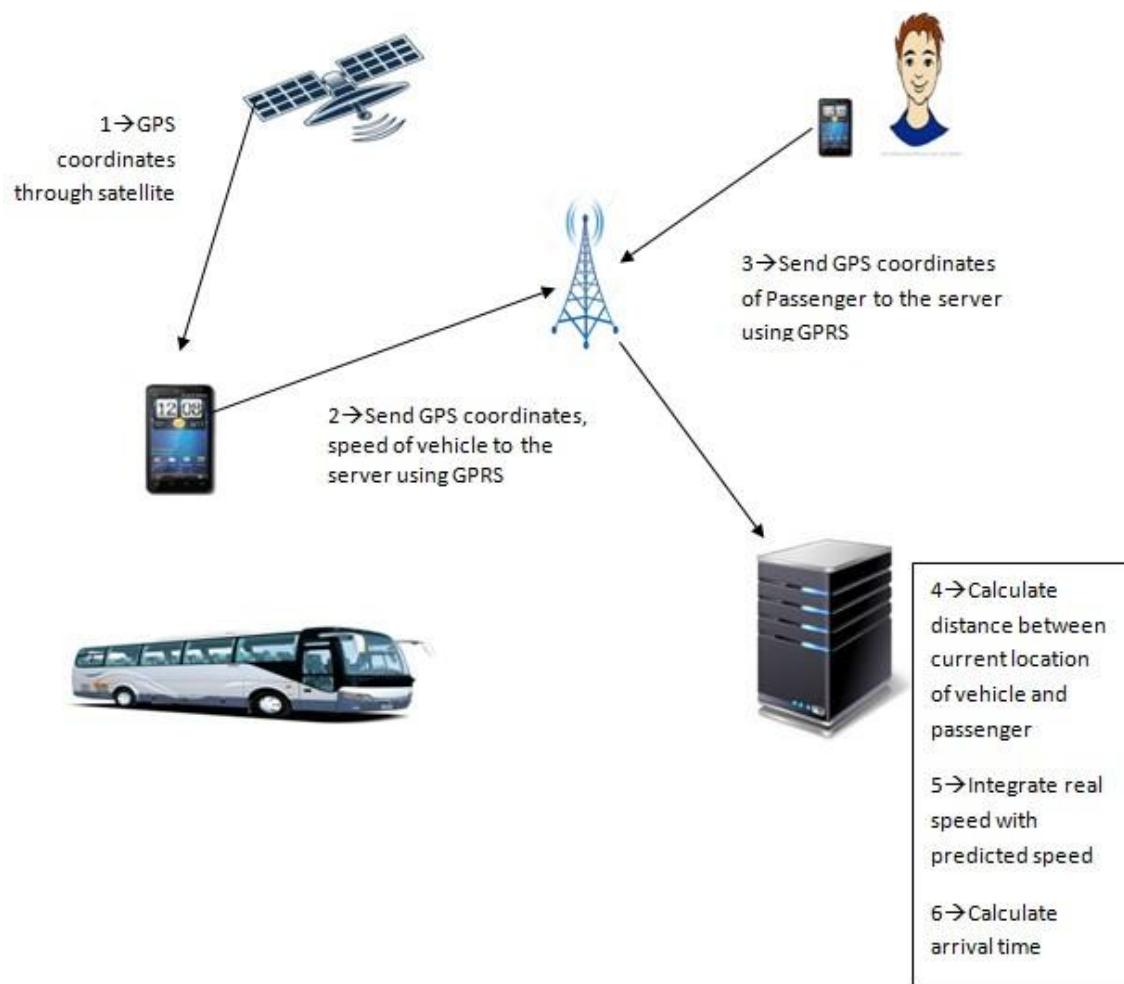 1→GPS
coordinates
through satellite
3→Send GPS coordinates
of Passenger to the server
using GPRS
12 08
2→Send GPS coordinates,
speed of vehicle to the
server using GPRS
4→Calculate
distance between
current location
of vehicle and
passenger
5→Integrate real
speed with
predicted speed
6→Calculate
arrival time